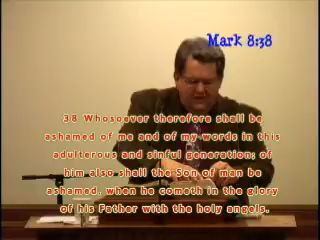 Mark 8:38
38 Whosoever therefore shall be
ashamed of me and of my words in this
adulterous and sinful generation; of
him also shall the Son of man be
ashamed, when he cometh in the glory
of his Father with the holy angels.